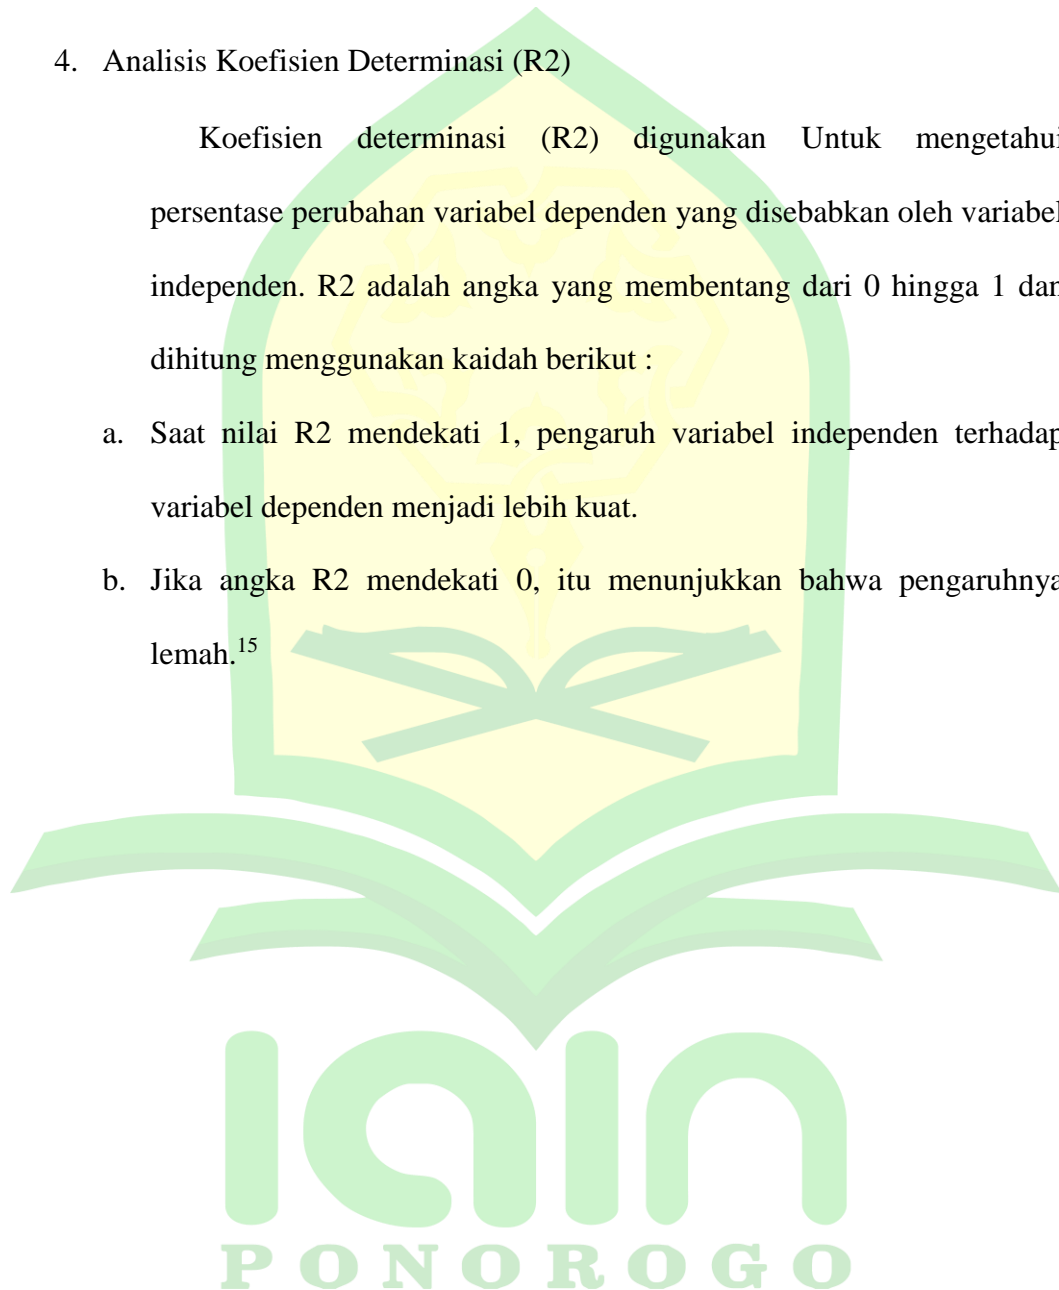 4. Analisis Koefisien Determinasi (R2)
Koefisien determinasi (R2) digunakan Untuk mengetahui
persentase perubahan variabel dependen yang disebabkan oleh variabel
independen. R2 adalah angka yang membentang dari 0 hingga 1 dan
dihitung menggunakan kaidah berikut :
a. Saat nilai R2 mendekati 1, pengaruh variabel independen terhadap
variabel dependen menjadi lebih kuat.
b. Jika angka R2 mendekati 0, itu menunjukkan bahwa pengaruhnya
lemah.15
IAIN
PONOROGO